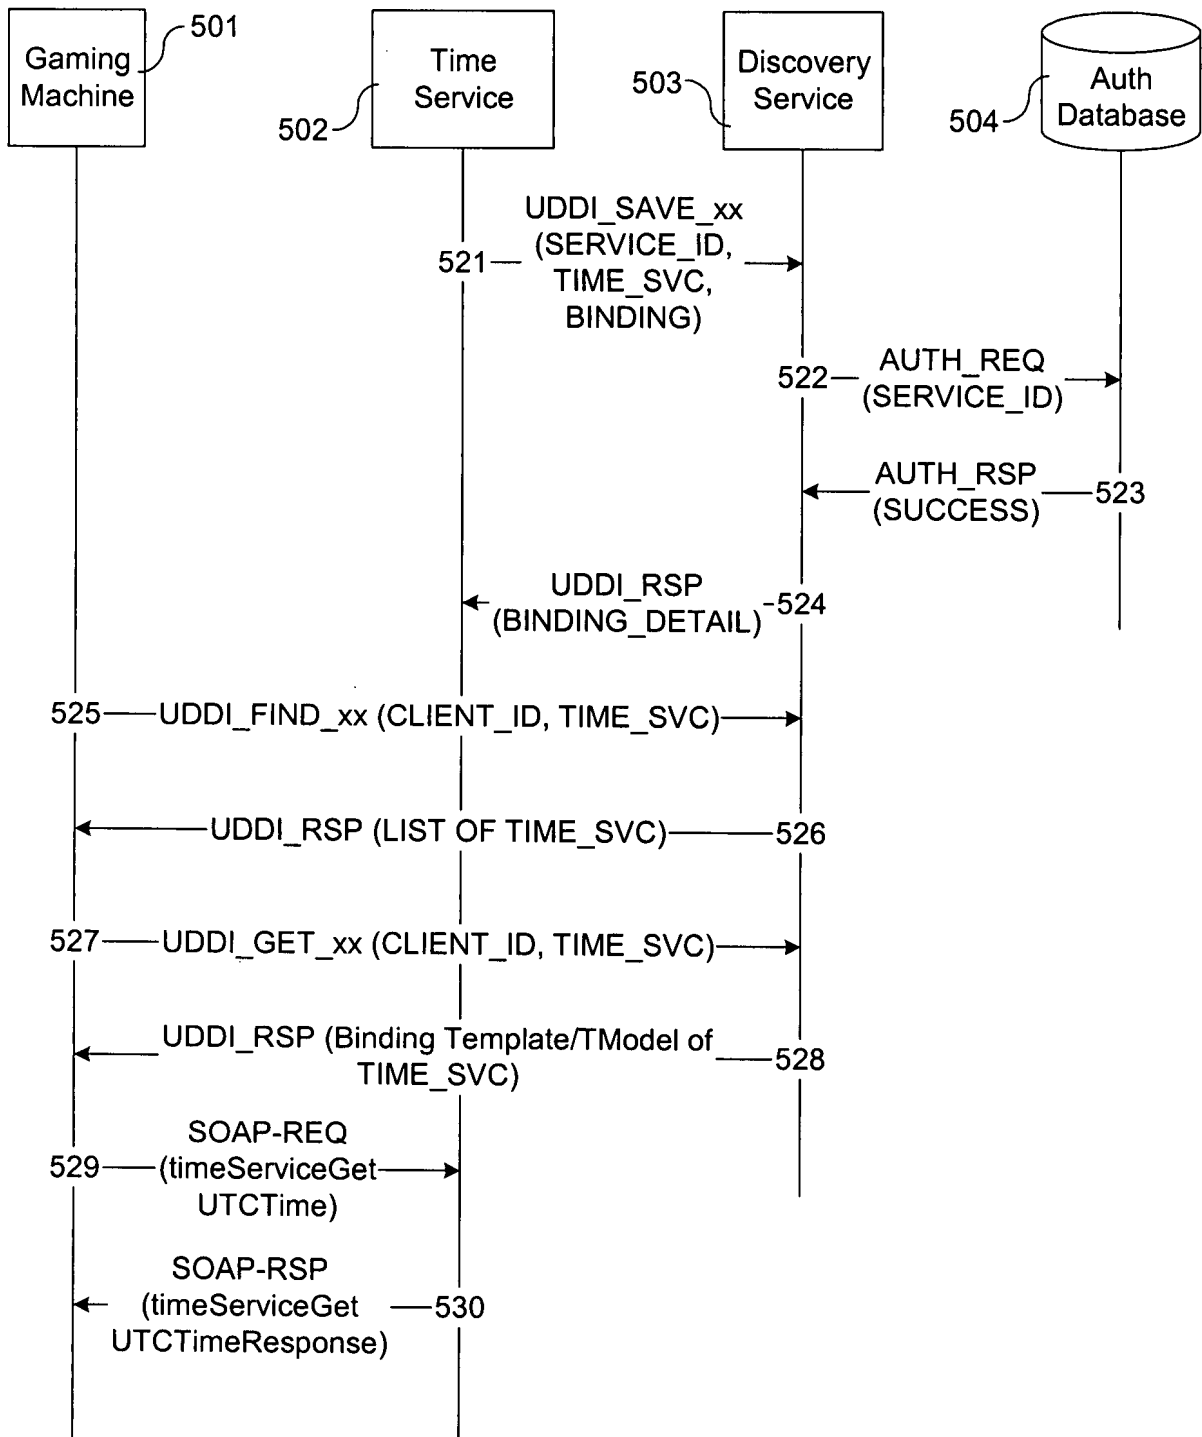 Gaming
Machine
501
Time
Service
502
Discovery
Service
503
Auth
Database
504
UDDI_SAVE_xx
(SERVICE_ID,
TIME_SVC,
BINDING)
521
522
AUTH_REQ
(SERVICE_ID)
AUTH_RSP
(SUCCESS)
523
UDDI_RSP
(BINDING_DETAIL)
524
525 UDDI_FIND_xx (CLIENT_ID, TIME_SVC)
UDDI_RSP (LIST OF TIME_SVC) 526
527 UDDI_GET_xx (CLIENT_ID, TIME_SVC)
UDDI_RSP (Binding Template/TModel of
TIME_SVC)
528
SOAP-REQ
529 (timeServiceGet
UTCTime)
SOAP-RSP
(timeServiceGet 530
UTCTimeResponse)